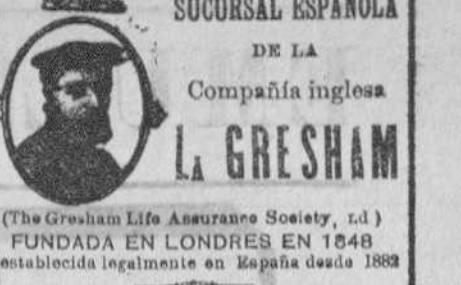 SUCURSAL ESPAÑOLA
DE LA
Compañía inglesa
LA GRESHAM
(The Gresham Life Assurance Society, Ld)
FUNDADA EN LONDRES EN 1848
establecida legalmente en España desde 1882